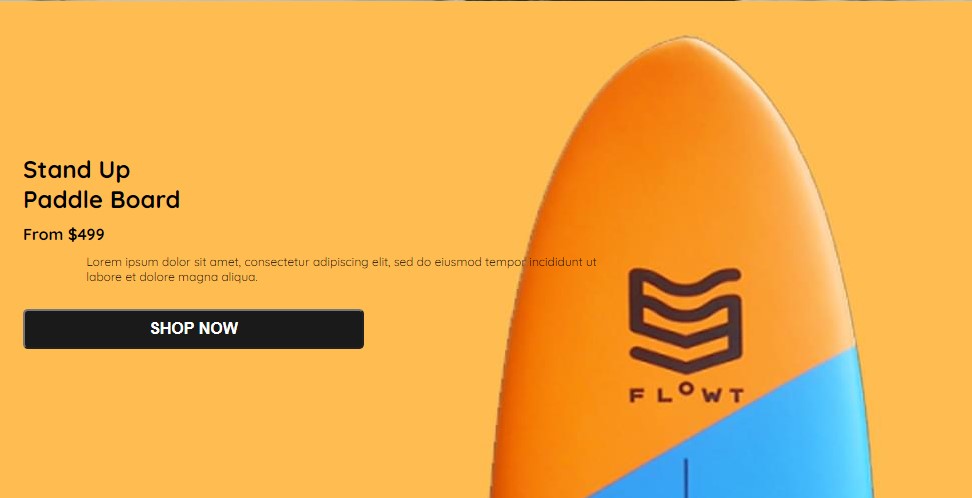 Stand Up
Paddle Board
From $499
Lorem ipsum dolor sit amet, consectetur adipiscing elit, sed do eiusmod tempor incididunt ut
labore et dolore magna aliqua.
SHOP NOW
FLOWT